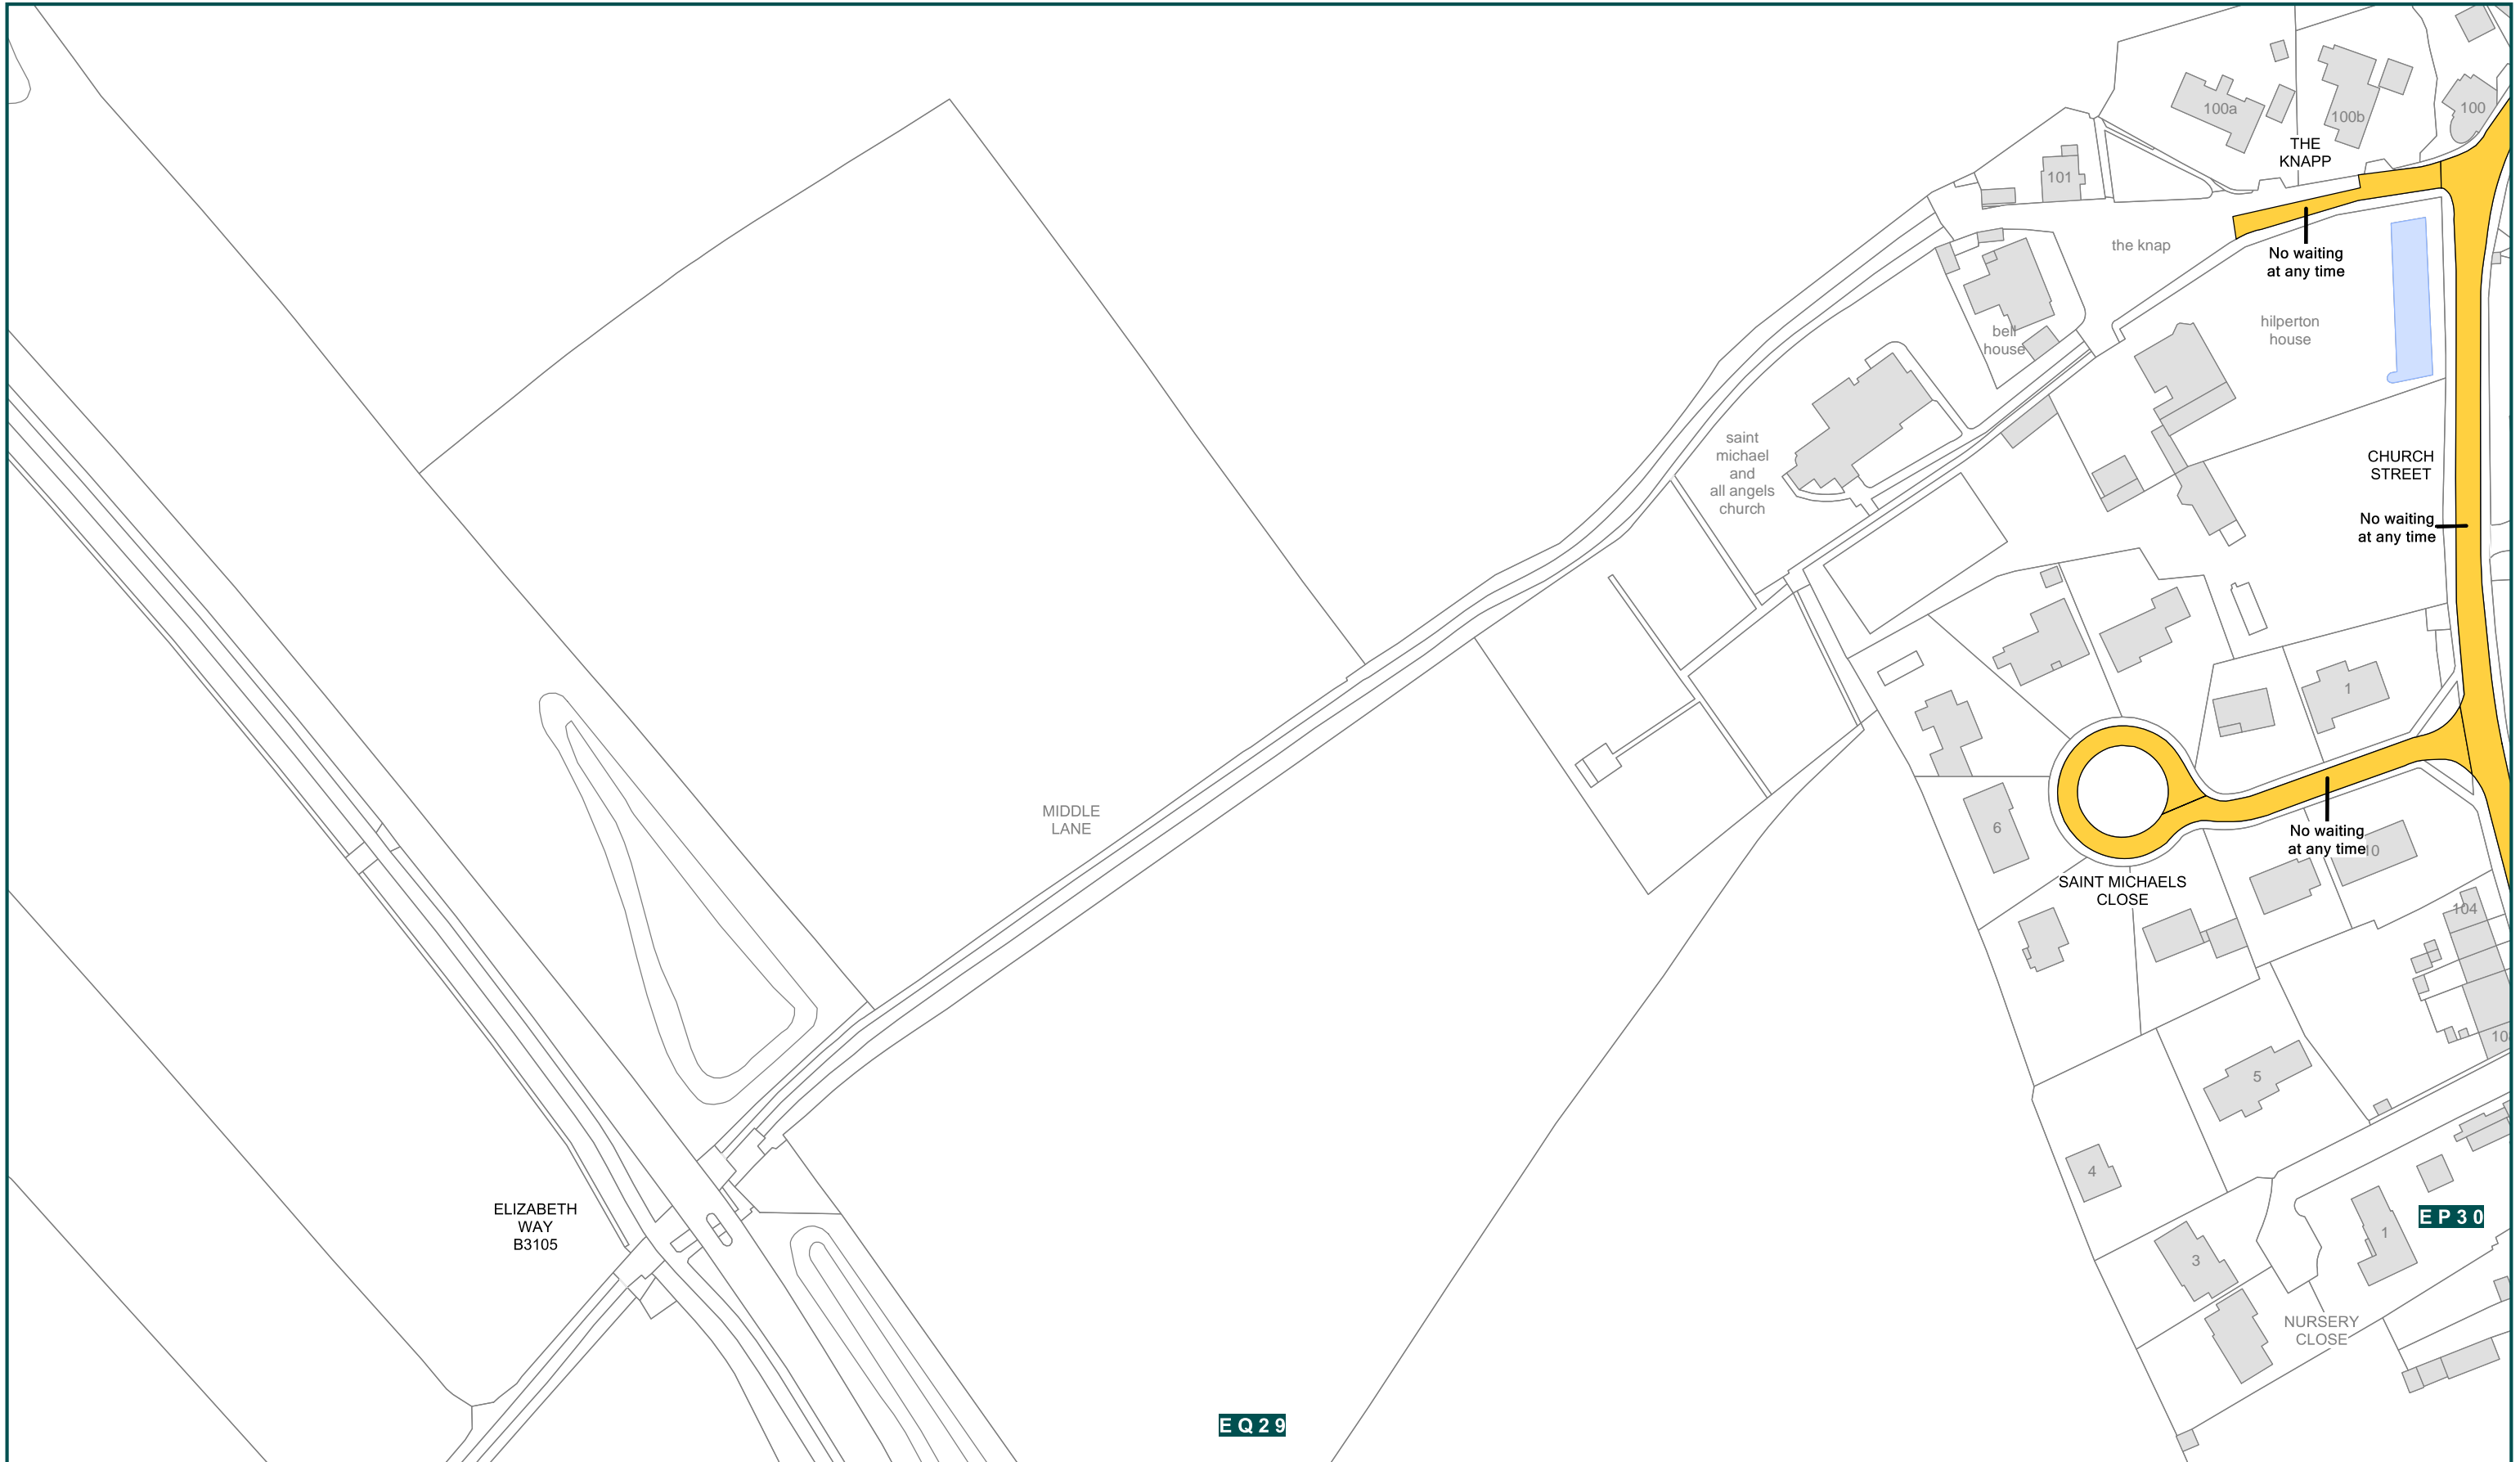 100a
100b
100
THE
KNAPP
101
the knap
No waiting
at any time
bell
house
hilperton
house
saint
michael
and
all angels
church
CHURCH
STREET
No waiting
at any time
1
MIDDLE
LANE
6
No waiting
at any time
10
SAINT MICHAELS
CLOSE
104
5
4
ELIZABETH
WAY
B3105
EP30
1
3
NURSERY
CLOSE
EQ29